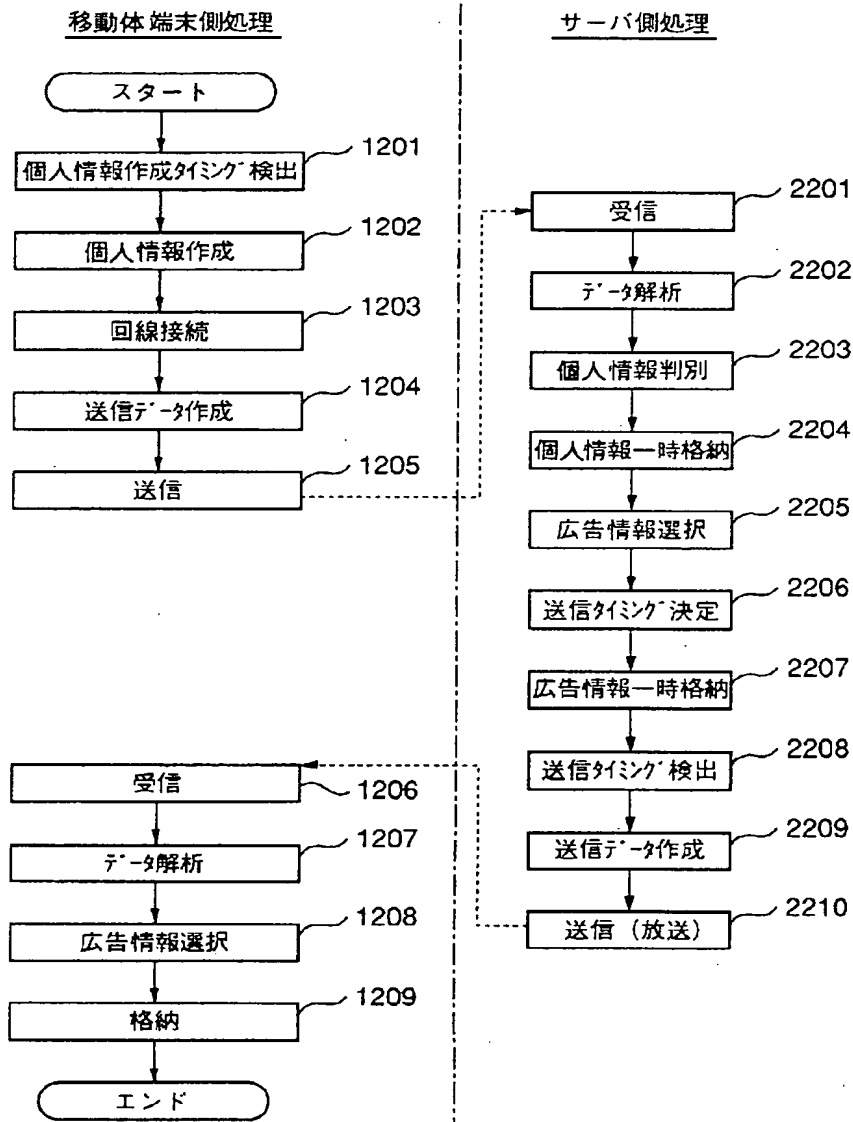 移動体端末側処理
スタート
個人情報作成タイミング検出
1201
個人情報作成
1202
回線接続
1203
送信データ作成
1204
送信
1205
受信
1206
データ解析
1207
広告情報選択
1208
格納
1209
エンド
サーバ側処理
受信
2201
データ解析
2202
個人情報判別
2203
個人情報一時格納
2204
広告情報選択
2205
送信タイミング決定
2206
広告情報一時格納
2207
送信タイミング検出
2208
送信データ作成
2209
送信（放送）
2210